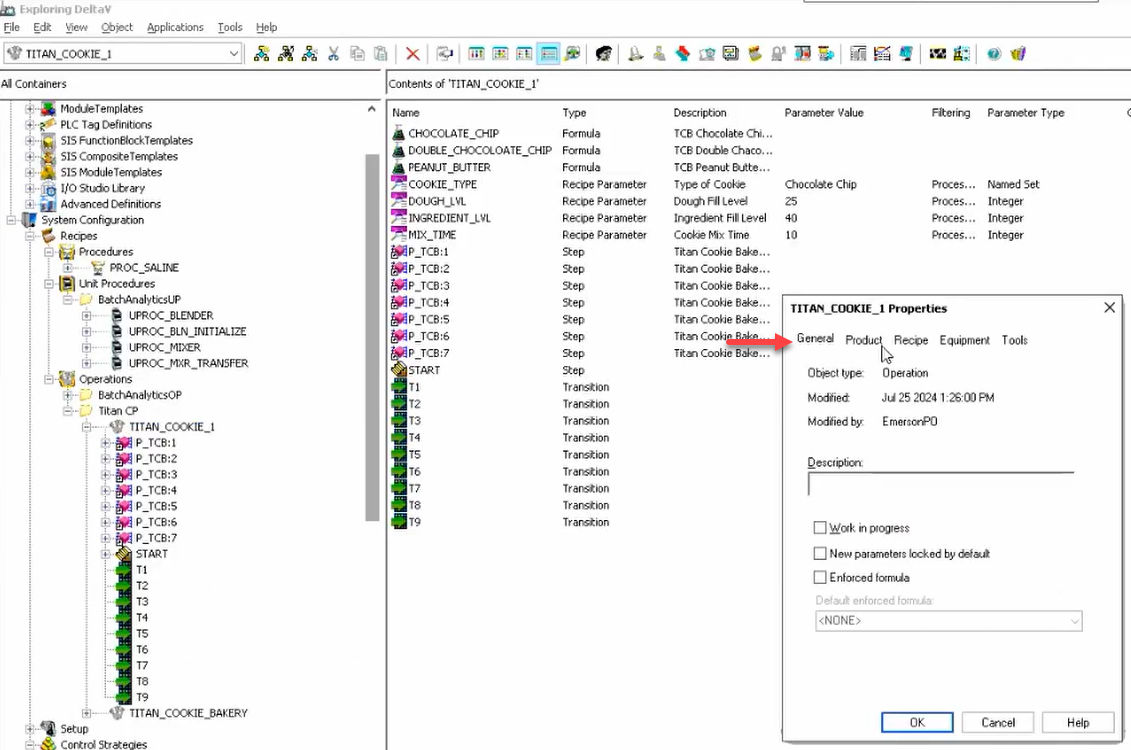 Exploring DeltaV
File Edit View Object Applications Tools Help
TITAN_COOKIE_1
All Containers
ModuleTemplates
PLC Tag Definitions
SIS FunctionBlockTemplates
SIS CompositeTemplates
SIS ModuleTemplates
I/O Studio Library
Advanced Definitions
System Configuration
Recipes
Procedures
PROC_SALINE
Unit Procedures
BatchAnalyticsUP
UPROC_BLENDER
UPROC_BLN_INITIALIZE
UPROC_MIXER
UPROC_MXR_TRANSFER
Operations
BatchAnalyticsOP
Titan CP
TITAN_COOKIE_1
P_TCB:1
P_TCB:2
P_TCB:3
P_TCB:4
P_TCB:5
P_TCB:6
P_TCB:7
START
T1
T2
T3
T4
T5
T6
T7
T8
T9
TITAN_COOKIE_BAKERY
Setup
Control Strategies
Contents of 'TITAN_COOKIE_1'
Name Type Description Parameter Value Filtering Parameter Type
CHOCOLATE_CHIP Formula TCB Chocolate Chi...
DOUBLE_CHOCOLOATE_CHIP Formula TCB Double Chaco...
PEANUT_BUTTER Formula TCB Peanut Butte...
COOKIE_TYPE Recipe Parameter Type of Cookie Chocolate Chip Proces... Named Set
DOUGH_LVL Recipe Parameter Dough Fill Level 25 Proces... Integer
INGREDIENT_LVL Recipe Parameter Ingredient Fill Level 40 Proces... Integer
MIX_TIME Recipe Parameter Cookie Mix Time 10 Proces... Integer
P_TCB:1 Step Titan Cookie Bake...
P_TCB:2 Step Titan Cookie Bake...
P_TCB:3 Step Titan Cookie Bake...
P_TCB:4 Step Titan Cookie Bake...
P_TCB:5 Step Titan Cookie Bake...
P_TCB:6 Step Titan Cookie Bake...
P_TCB:7 Step Titan Cookie Bake...
START Step
T1 Transition
T2 Transition
T3 Transition
T4 Transition
T5 Transition
T6 Transition
T7 Transition
T8 Transition
T9 Transition
TITAN_COOKIE_1 Properties
General Product Recipe Equipment Tools
Object type: Operation
Modified: Jul 25 2024 1:26:00 PM
Modified by: EmersonPO
Description:
Work in progress
New parameters locked by default
Enforced formula
Default enforced formula:
<NONE>
OK Cancel Help